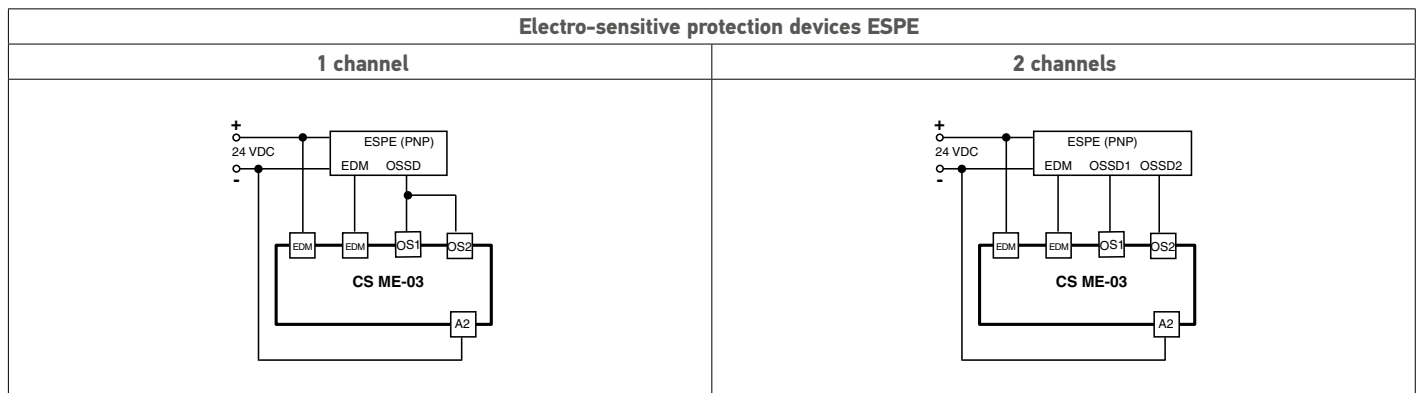 Electro-sensitive protection devices ESPE
1 channel
2 channels
+
24 VDC
-
ESPE (PNP)
EDM OSSD
EDM EDM OS1 OS2
CS ME-03
A2
+
24 VDC
-
ESPE (PNP)
EDM OSSD1 OSSD2
EDM EDM OS1 OS2
CS ME-03
A2